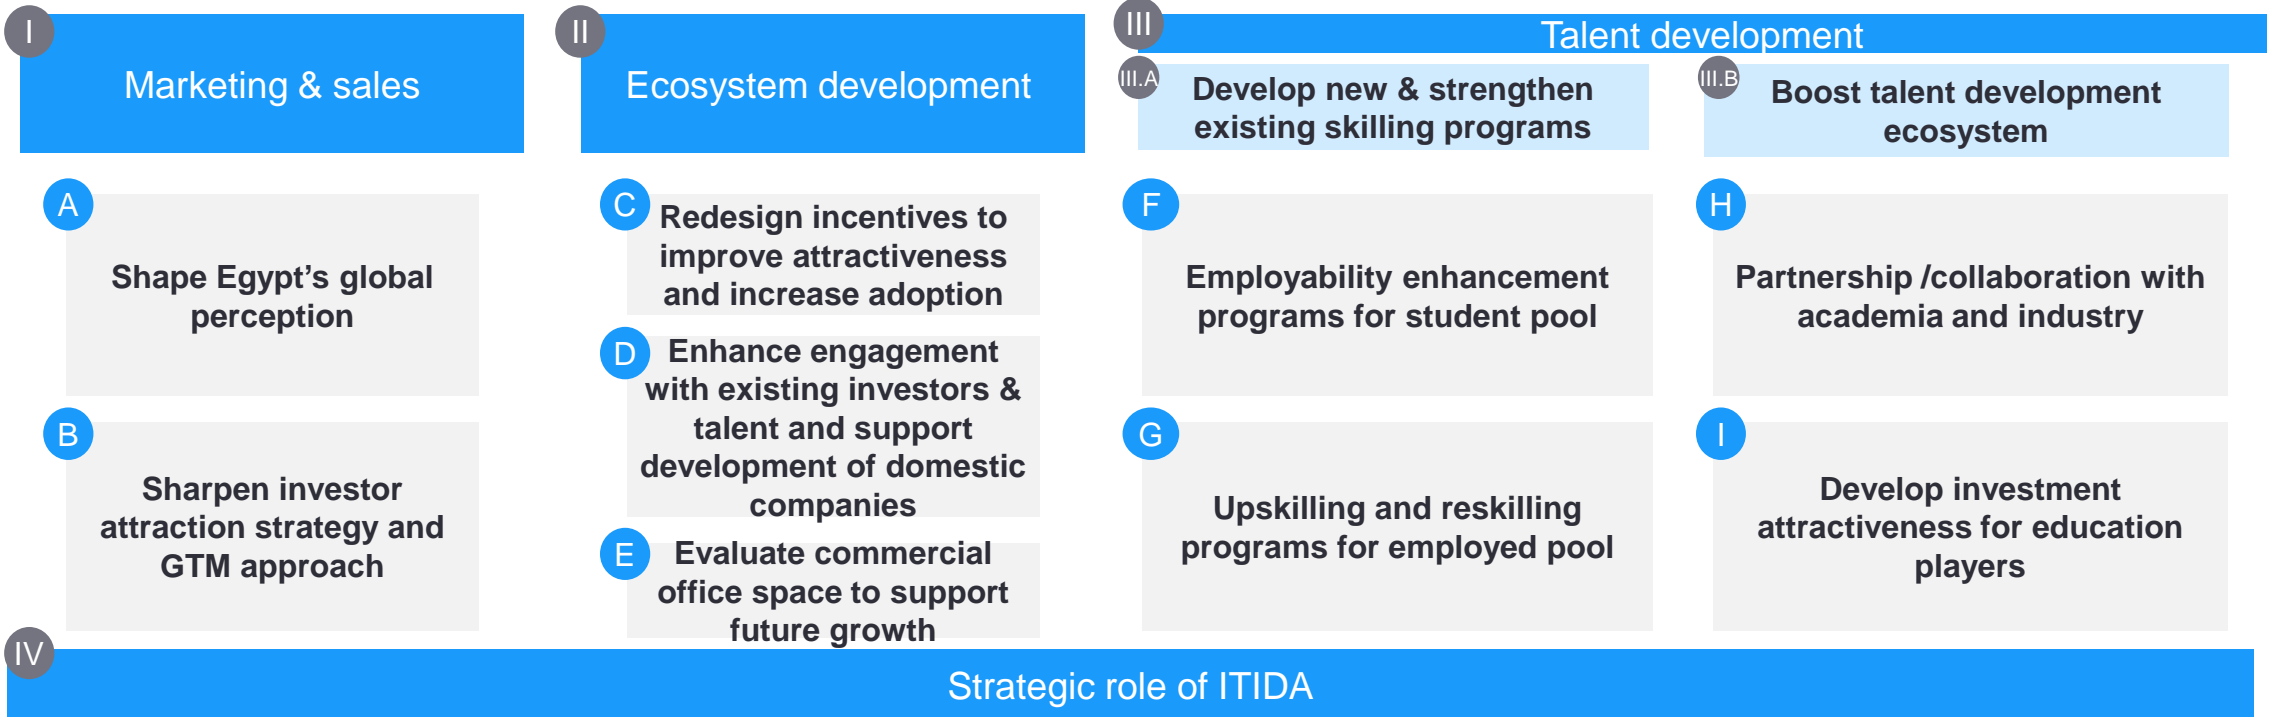 I
Marketing & sales
A
Shape Egypt’s global
perception
B
Sharpen investor
attraction strategy and
GTM approach
II
Ecosystem development
C
Redesign incentives to
improve attractiveness
and increase adoption
D
Enhance engagement
with existing investors &
talent and support
development of domestic
companies
E
Evaluate commercial
office space to support
future growth
III
Talent development
III.A
Develop new & strengthen
existing skilling programs
F
Employability enhancement
programs for student pool
G
Upskilling and reskilling
programs for employed pool
III.B
Boost talent development
ecosystem
H
Partnership /collaboration with
academia and industry
I
Develop investment
attractiveness for education
players
IV
Strategic role of ITIDA